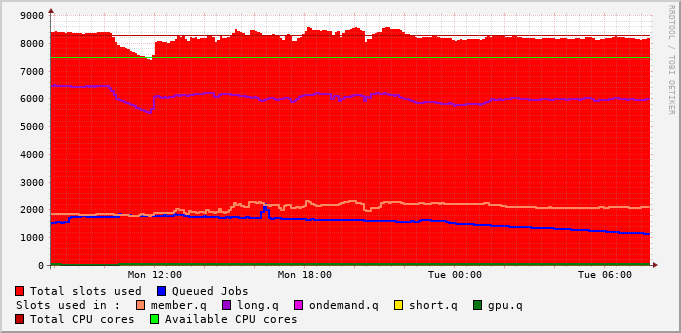 9000
8000
7000
6000
5000
4000
3000
2000
1000
0
Mon 12:00 Mon 18:00 Tue 00:00 Tue 06:00
Total slots used Queued Jobs
Slots used in : member.q long.q ondemand.q short.q gpu.q
Total CPU cores Available CPU cores
RRDTOOL / TOBI OETIKER